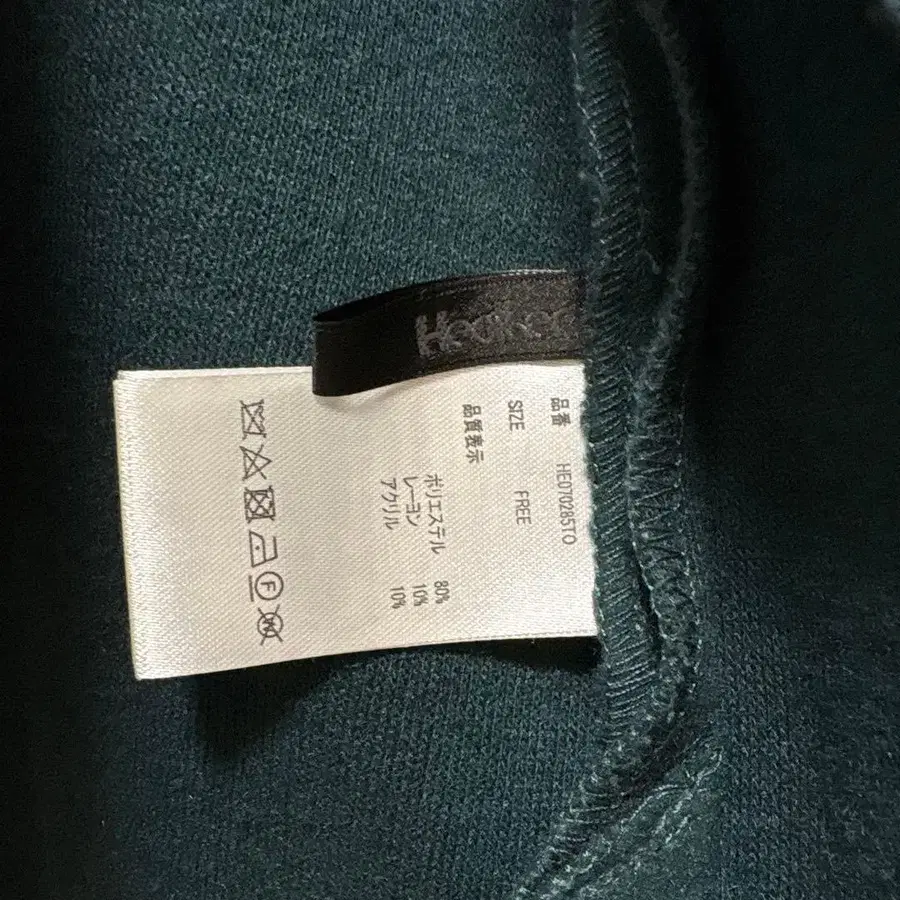 品番 HE070285TO
SIZE FREE
品質表示
ポリエステル 80%
レーヨン 10%
アクリル 10%
F
W